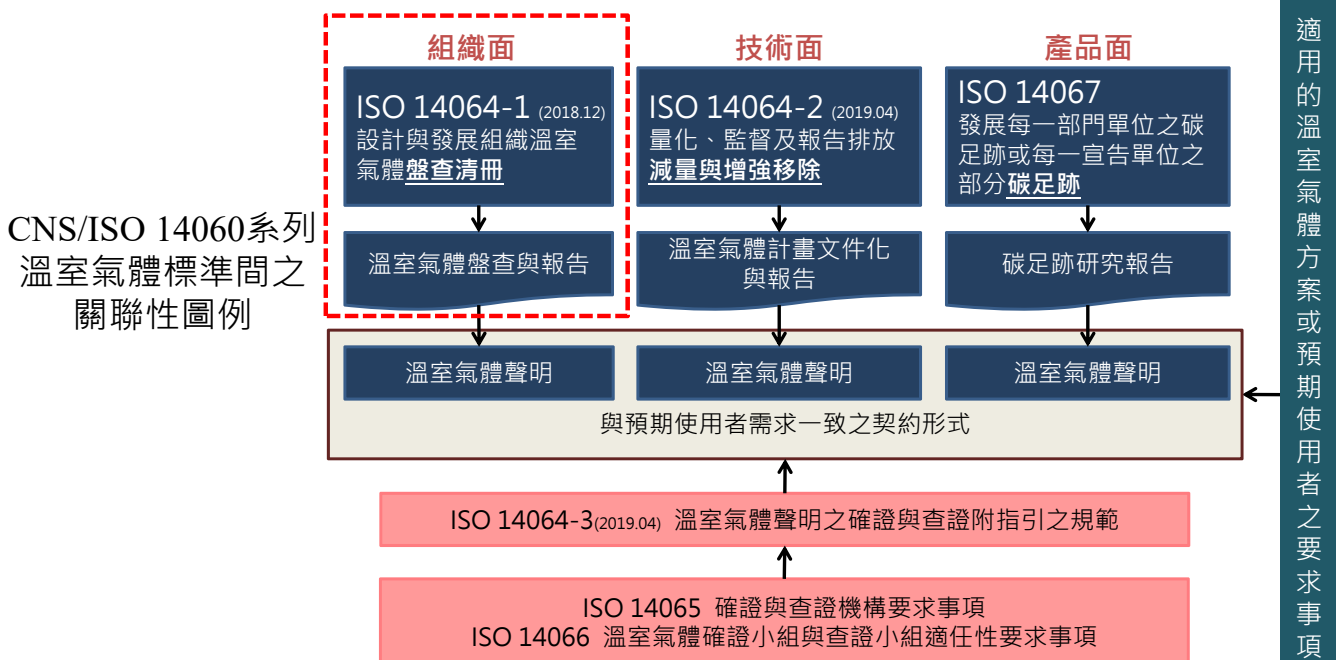 CNS/ISO 14060系列
溫室氣體標準間之
關聯性圖例
組織面
ISO 14064-1 (2018.12)
設計與發展組織溫室
氣體盤查清冊
溫室氣體盤查與報告
溫室氣體聲明
技術面
ISO 14064-2 (2019.04)
量化、監督及報告排放
減量與增強移除
溫室氣體計畫文件化
與報告
溫室氣體聲明
產品面
ISO 14067
發展每一部門單位之碳
足跡或每一宣告單位之
部分碳足跡
碳足跡研究報告
溫室氣體聲明
與預期使用者需求一致之契約形式
ISO 14064-3(2019.04) 溫室氣體聲明之確證與查證附指引之規範
ISO 14065 確證與查證機構要求事項
ISO 14066 溫室氣體確證小組與查證小組適任性要求事項
適用的溫室氣體方案或預期使用者之要求事項